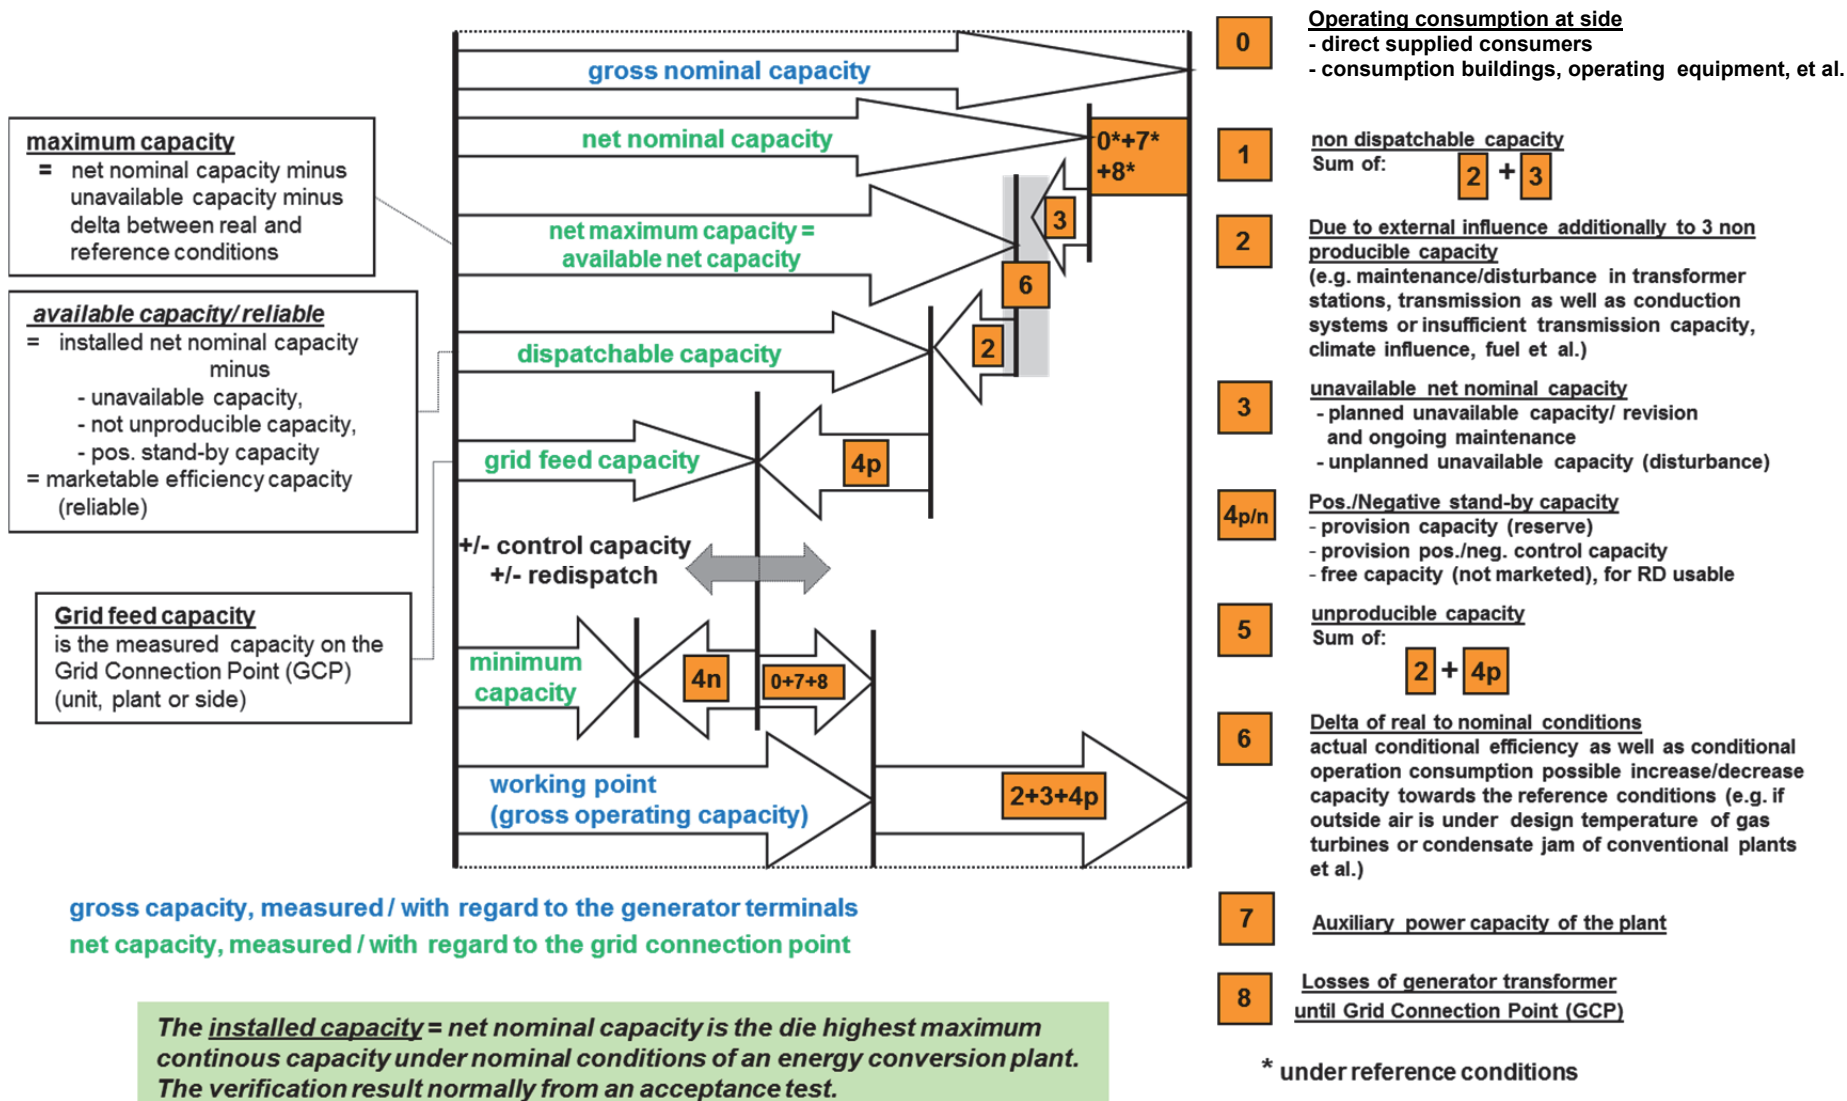 gross nominal capacity
net nominal capacity
0*+7*
+8*
net maximum capacity =
available net capacity
3
6
dispatchable capacity
2
grid feed capacity
4p
+/- control capacity
+/- redispatch
minimum
capacity
4n
0+7+8
working point
(gross operating capacity)
2+3+4p
maximum capacity
= net nominal capacity minus
unavailable capacity minus
delta between real and
reference conditions
available capacity/ reliable
= installed net nominal capacity
minus
- unavailable capacity,
- not unproducible capacity,
- pos. stand-by capacity
= marketable efficiency capacity
(reliable)
Grid feed capacity
is the measured capacity on the
Grid Connection Point (GCP)
(unit, plant or side)
gross capacity, measured / with regard to the generator terminals
net capacity, measured / with regard to the grid connection point
The installed capacity = net nominal capacity is the die highest maximum
continous capacity under nominal conditions of an energy conversion plant.
The verification result normally from an acceptance test.
0
Operating consumption at side
- direct supplied consumers
- consumption buildings, operating equipment, et al.
1
non dispatchable capacity
Sum of: 2 + 3
2
Due to external influence additionally to 3 non
producible capacity
(e.g. maintenance/disturbance in transformer
stations, transmission as well as conduction
systems or insufficient transmission capacity,
climate influence, fuel et al.)
3
unavailable net nominal capacity
- planned unavailable capacity/ revision
and ongoing maintenance
- unplanned unavailable capacity (disturbance)
4p/n
Pos./Negative stand-by capacity
- provision capacity (reserve)
- provision pos./neg. control capacity
- free capacity (not marketed), for RD usable
5
unproducible capacity
Sum of:
2 + 4p
6
Delta of real to nominal conditions
actual conditional efficiency as well as conditional
operation consumption possible increase/decrease
capacity towards the reference conditions (e.g. if
outside air is under design temperature of gas
turbines or condensate jam of conventional plants
et al.)
7
Auxiliary power capacity of the plant
8
Losses of generator transformer
until Grid Connection Point (GCP)
* under reference conditions